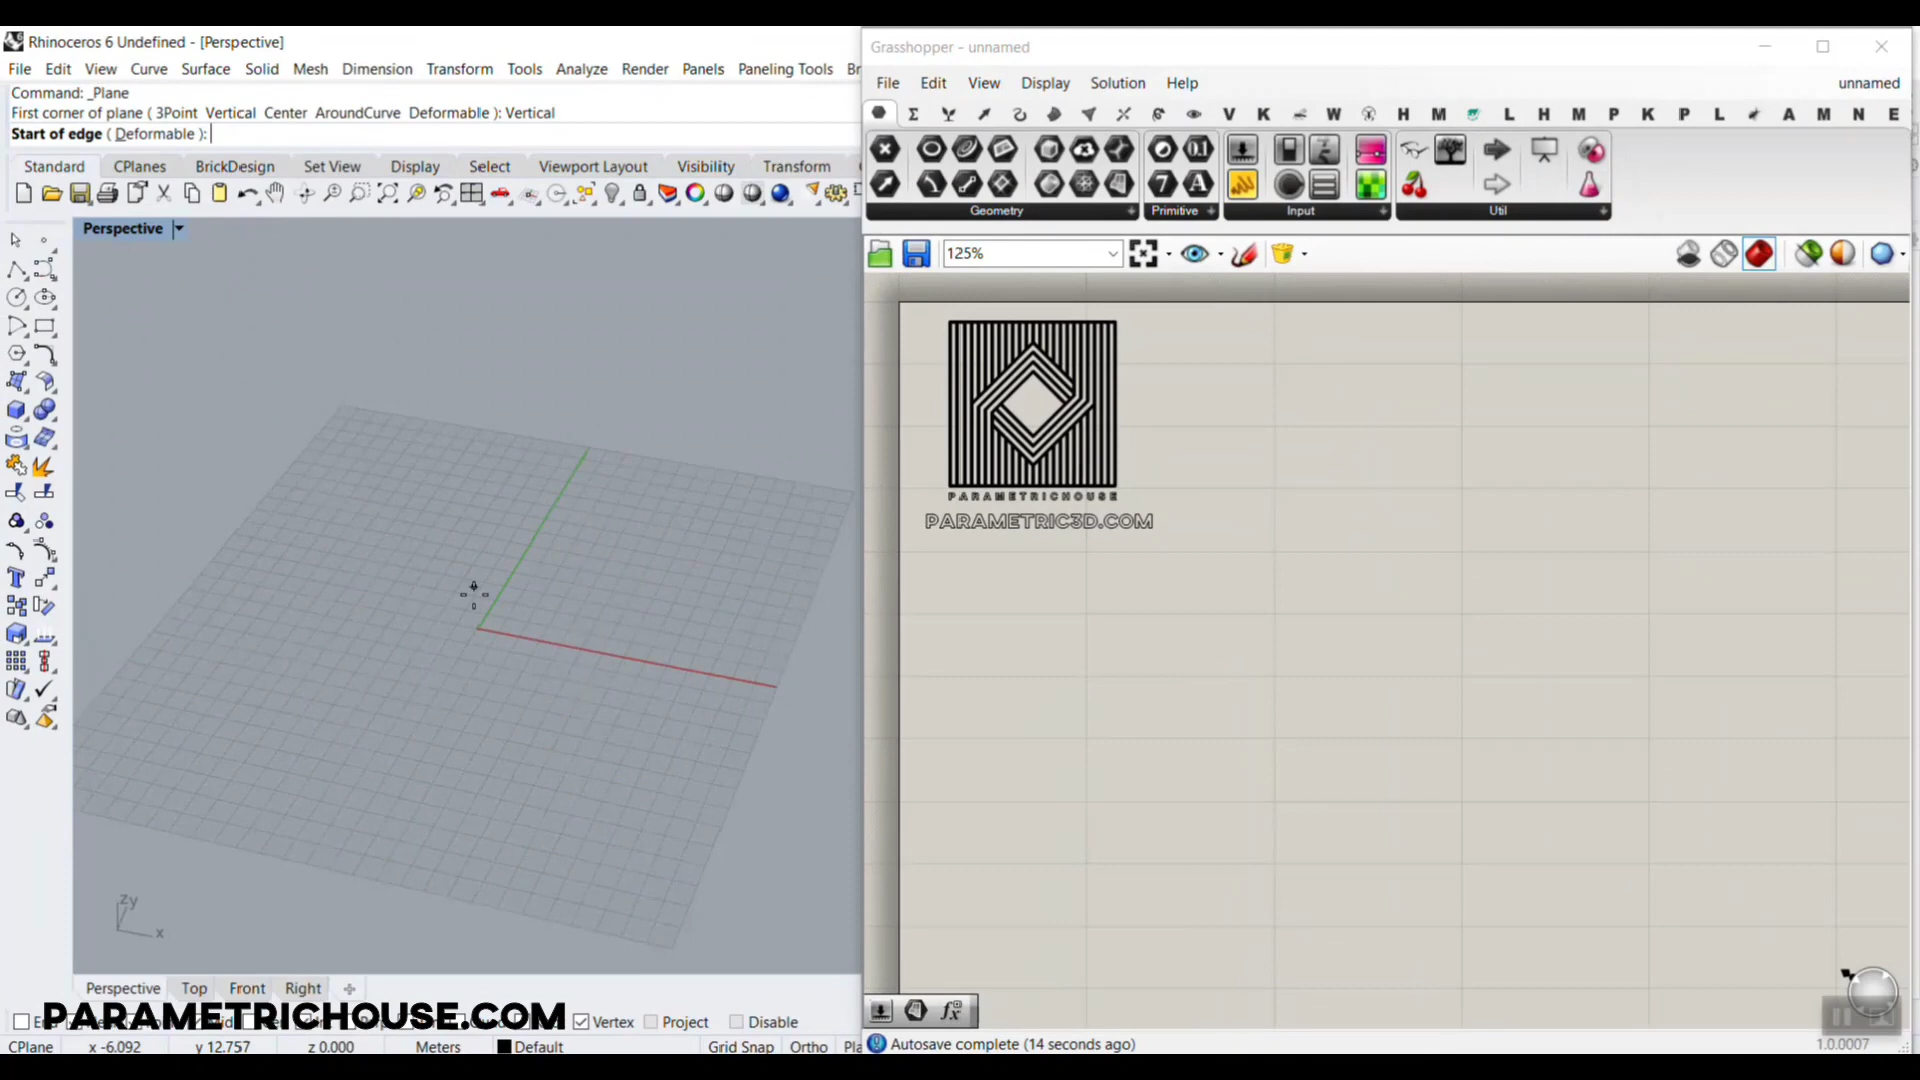 Rhinoceros 6 Undefined - [Perspective]
File Edit View Curve Surface Solid Mesh Dimension Transform Tools Analyze Render Panels Paneling Tools
Command: _Plane
First corner of plane ( 3Point Vertical Center AroundCurve Deformable ): Vertical
Start of edge ( Deformable ):
Standard CPlanes BrickDesign Set View Display Select Viewport Layout Visibility Transform
Perspective
zy
x
Perspective Top Front Right
PARAMETRICHOUSE.COM
Vertex Project Disable
CPlane x -6.092 y 12.757 z 0.000 Meters Default Grid Snap Ortho
Grasshopper - unnamed
File Edit View Display Solution Help unnamed
V K W H M L H M P K P L A M N E
Geometry Primitive Input Util
125%
PARAMETRICHOUSE
PARAMETRIC3D.COM
Autosave complete (14 seconds ago) 1.0.0007